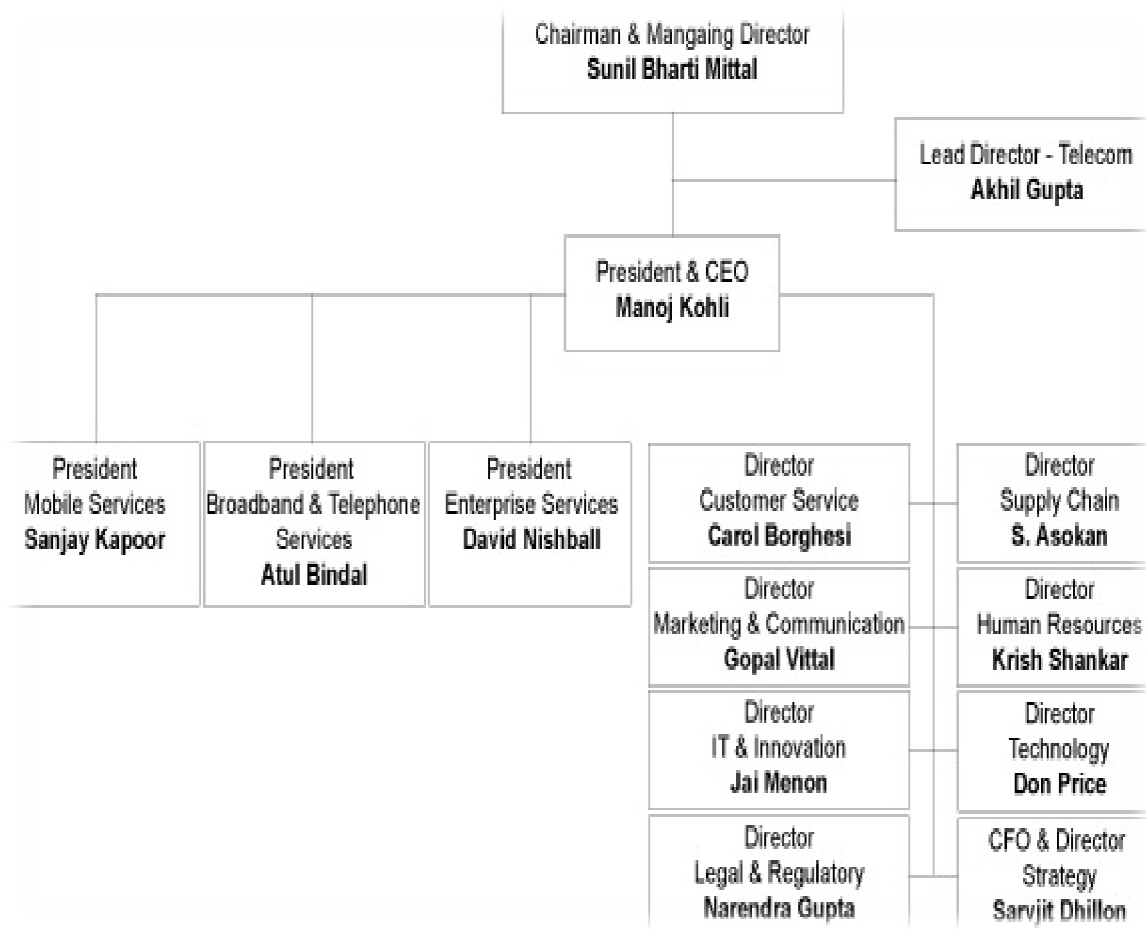 Chairman & Mangaing Director
Sunil Bharti Mittal
Lead Director - Telecom
Akhil Gupta
President & CEO
Manoj Kohli
President
Mobile Services
Sanjay Kapoor
President
Broadband & Telephone
Services
Atul Bindal
President
Enterprise Services
David Nishball
Director
Customer Service
Carol Borghesi
Director
Supply Chain
S. Asokan
Director
Marketing & Communication
Gopal Vittal
Director
Human Resources
Krish Shankar
Director
IT & Innovation
Jai Menon
Director
Technology
Don Price
Director
Legal & Regulatory
Narendra Gupta
CFO & Director
Strategy
Sarvjit Dhillon